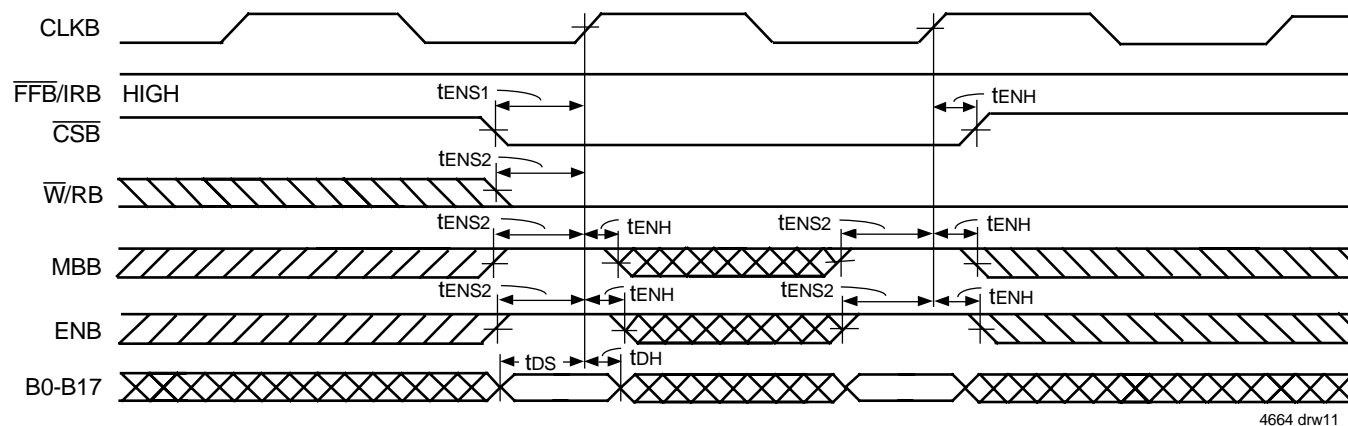 CLKB
FFB/IRB HIGH
tENS1 tENH
CSB
tENS2
W/RB
tENS2 tENH tENS2 tENH
MBB
tENS2 tENH tENS2 tENH
ENB
tDS tDH
B0-B17
4664 drw11